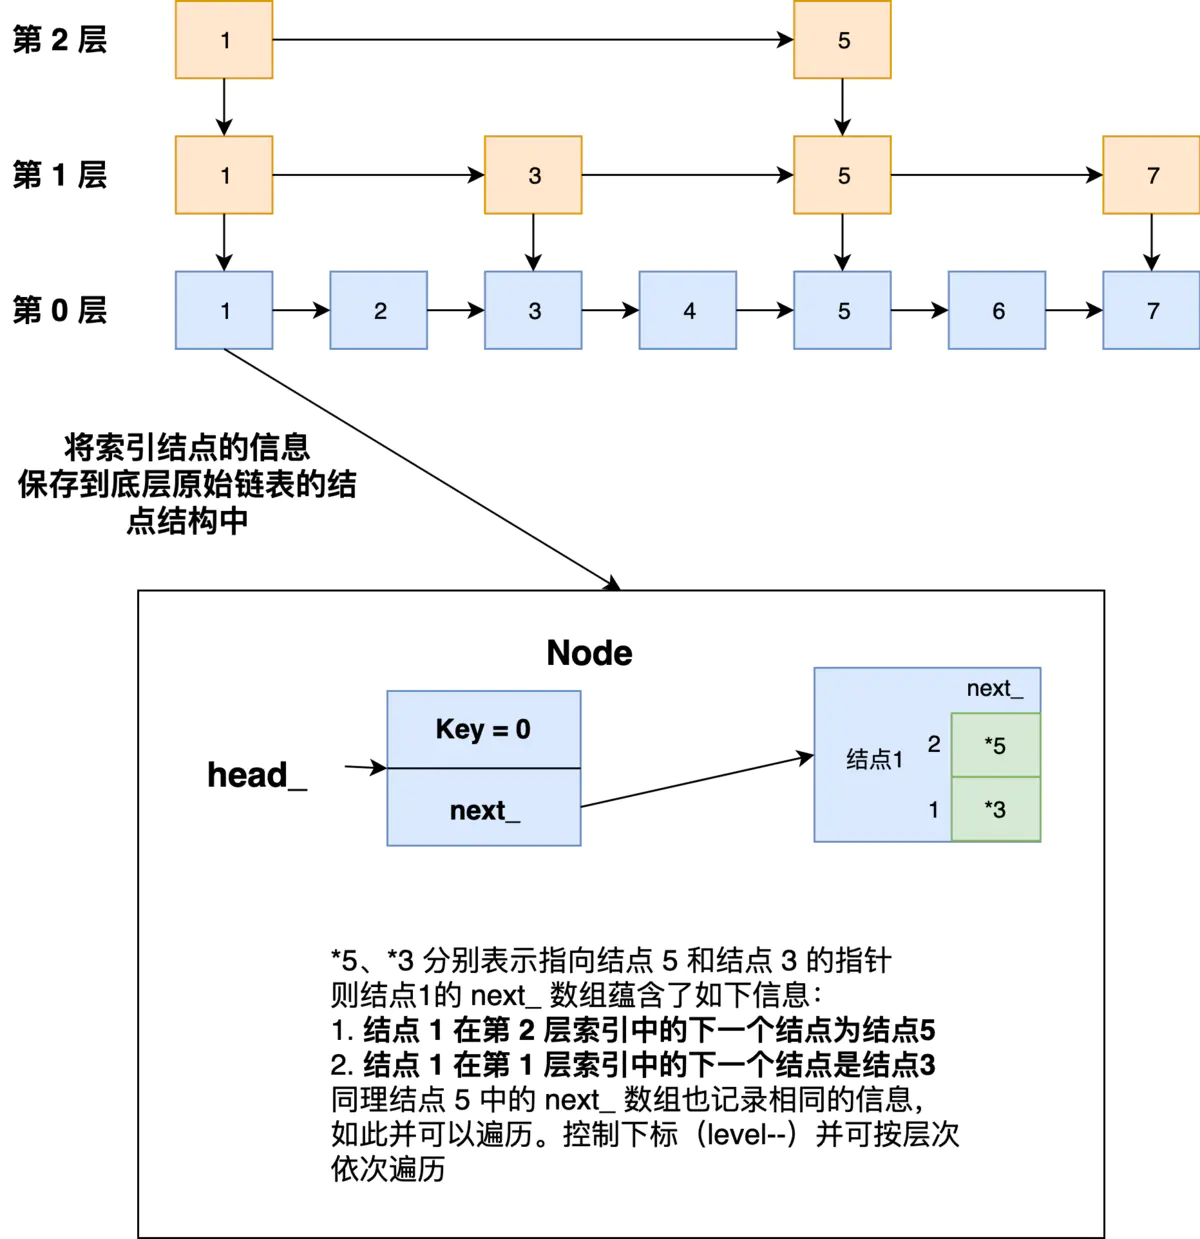 第 2 层
1
5
第 1 层
1
3
5
7
第 0 层
1
2
3
4
5
6
7
将索引结点的信息
保存到底层原始链表的结
点结构中
Node
head_
Key = 0
next_
next_
结点1
2
*5
1
*3
*5、*3 分别表示指向结点 5 和结点 3 的指针
则结点1的 next_ 数组蕴含了如下信息：
1. 结点 1 在第 2 层索引中的下一个结点为结点5
2. 结点 1 在第 1 层索引中的下一个结点是结点3
同理结点 5 中的 next_ 数组也记录相同的信息，
如此并可以遍历。控制下标（level--）并可按层次
依次遍历